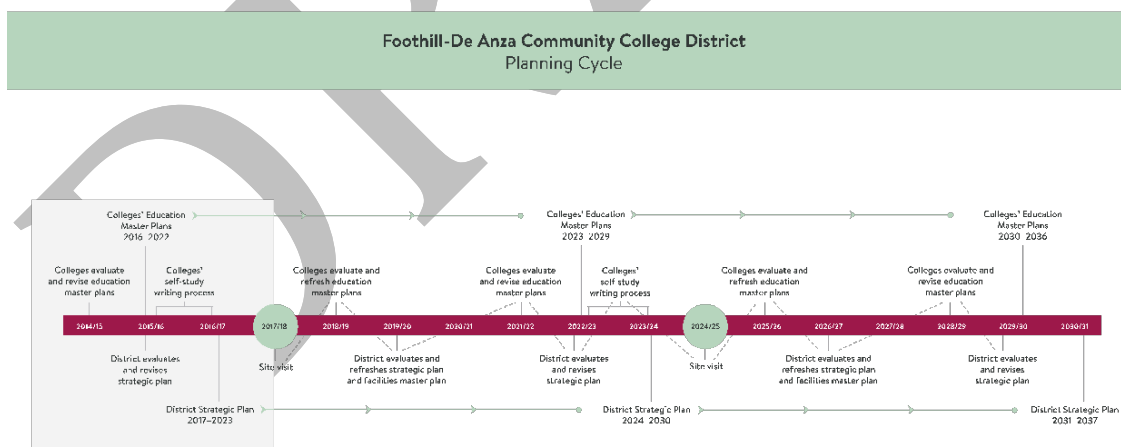 Foothill-De Anza Community College District
Planning Cycle
Colleges' Education
Master Plans
2016-2022
Colleges' Education
Master Plans
2023-2029
Colleges' Education
Master Plans
2030-2036
Colleges evaluate
and revise education
master plans
Colleges'
self-study
writing process
Colleges evaluate and
refresh education
master plans
Colleges evaluate
and revise education
master plans
Colleges'
self study
writing process
Colleges evaluate and
refresh education
master plans
Colleges evaluate and
revise education
master plans
2014/15 2015/16 2016/17 2017/18 2018/19 2019/20 2020/21 2021/22 2022/23 2023/24 2024/25 2025/26 2026/27 2027/28 2028/29 2029/30 2030/31
District evaluates
and revises
strategic plan
Site visit
District evaluates and
refreshes strategic plan
and facilities master plan
District evaluates
and revises
strategic plan
Site visit
District evaluates and
refreshes strategic plan
and facilities master plan
District evaluates
and revises
strategic plan
District Strategic Plan
2017–2023
District Strategic Plan
2024-2030
District Strategic Plan
2031-2037